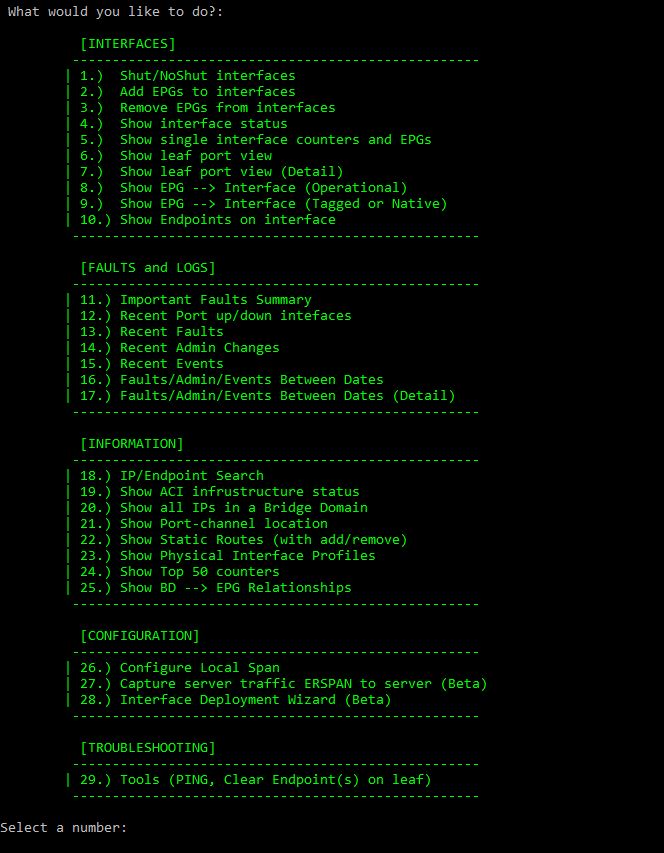 What would you like to do?:
[INTERFACES]
---------------------------------------------------
| 1.)  Shut/NoShut interfaces
| 2.)  Add EPGs to interfaces
| 3.)  Remove EPGs from interfaces
| 4.)  Show interface status
| 5.)  Show single interface counters and EPGs
| 6.)  Show leaf port view
| 7.)  Show leaf port view (Detail)
| 8.)  Show EPG --> Interface (Operational)
| 9.)  Show EPG --> Interface (Tagged or Native)
| 10.) Show Endpoints on interface
---------------------------------------------------
[FAULTS and LOGS]
---------------------------------------------------
| 11.) Important Faults Summary
| 12.) Recent Port up/down intefaces
| 13.) Recent Faults
| 14.) Recent Admin Changes
| 15.) Recent Events
| 16.) Faults/Admin/Events Between Dates
| 17.) Faults/Admin/Events Between Dates (Detail)
---------------------------------------------------
[INFORMATION]
---------------------------------------------------
| 18.) IP/Endpoint Search
| 19.) Show ACI infrustructure status
| 20.) Show all IPs in a Bridge Domain
| 21.) Show Port-channel location
| 22.) Show Static Routes (with add/remove)
| 23.) Show Physical Interface Profiles
| 24.) Show Top 50 counters
| 25.) Show BD --> EPG Relationships
---------------------------------------------------
[CONFIGURATION]
---------------------------------------------------
| 26.) Configure Local Span
| 27.) Capture server traffic ERSPAN to server (Beta)
| 28.) Interface Deployment Wizard (Beta)
---------------------------------------------------
[TROUBLESHOOTING]
---------------------------------------------------
| 29.) Tools (PING, Clear Endpoint(s) on leaf)
---------------------------------------------------
Select a number: